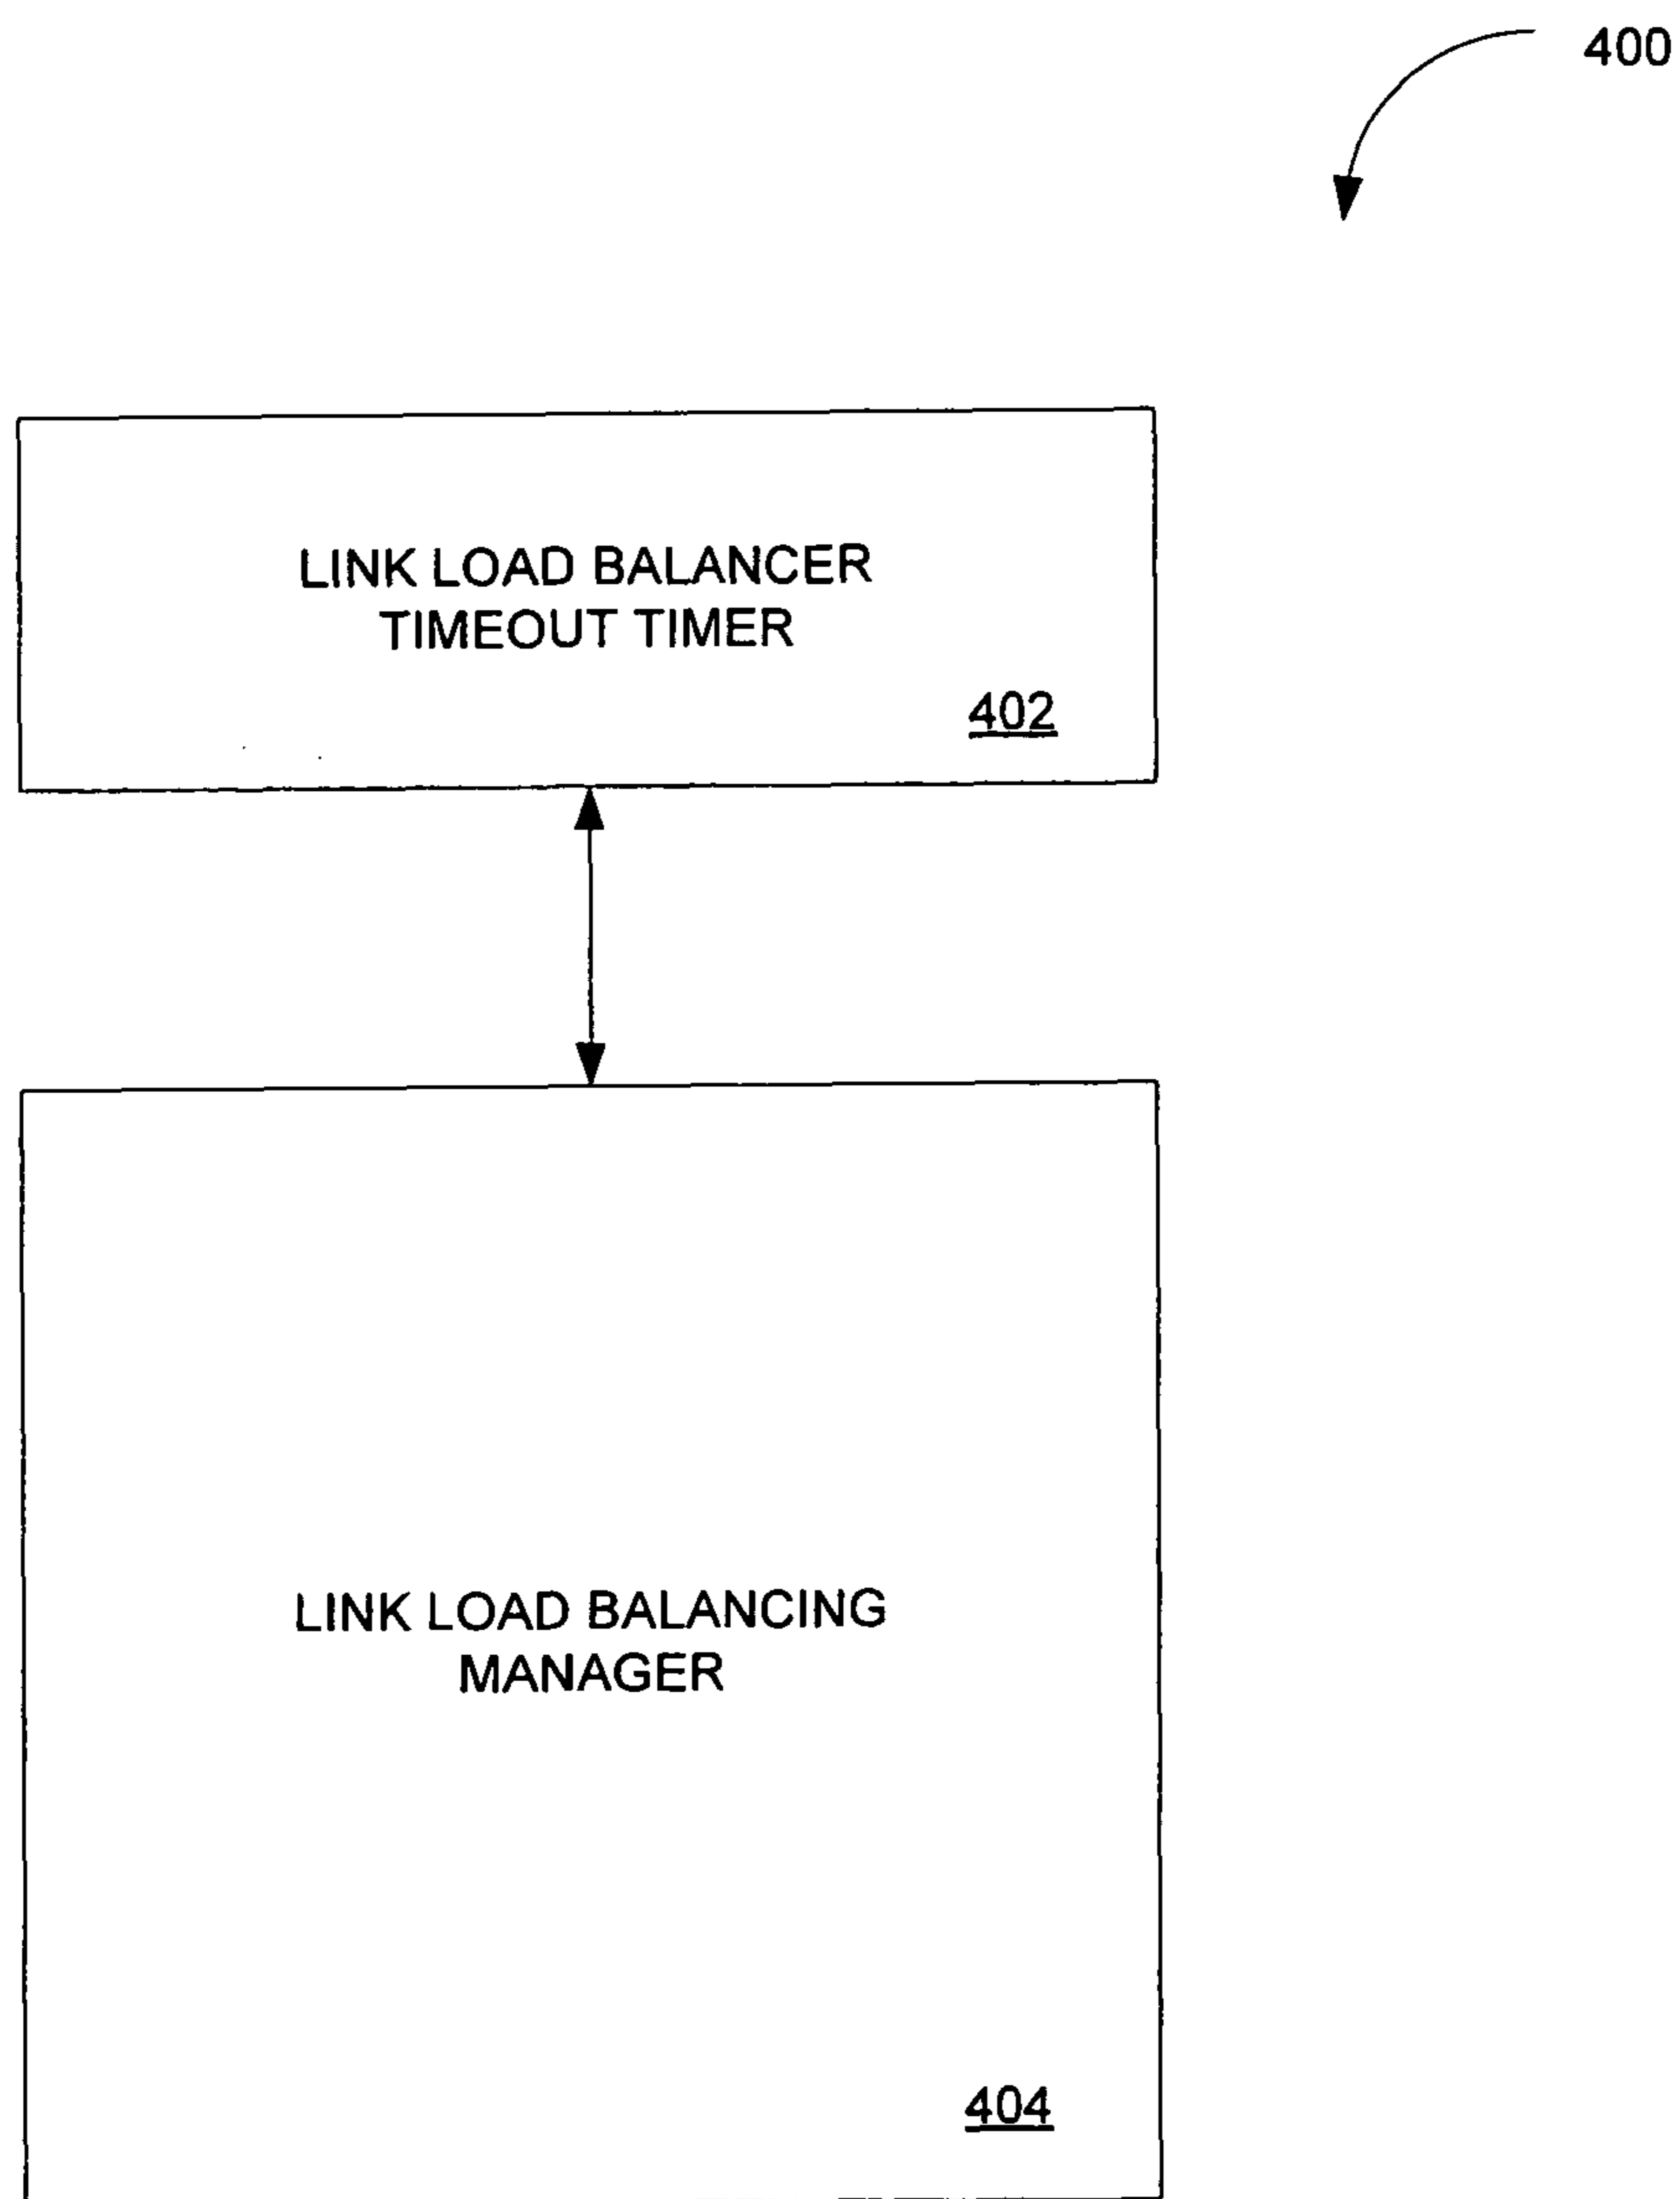 400
LINK LOAD BALANCER
TIMEOUT TIMER
402
LINK LOAD BALANCING
MANAGER
404